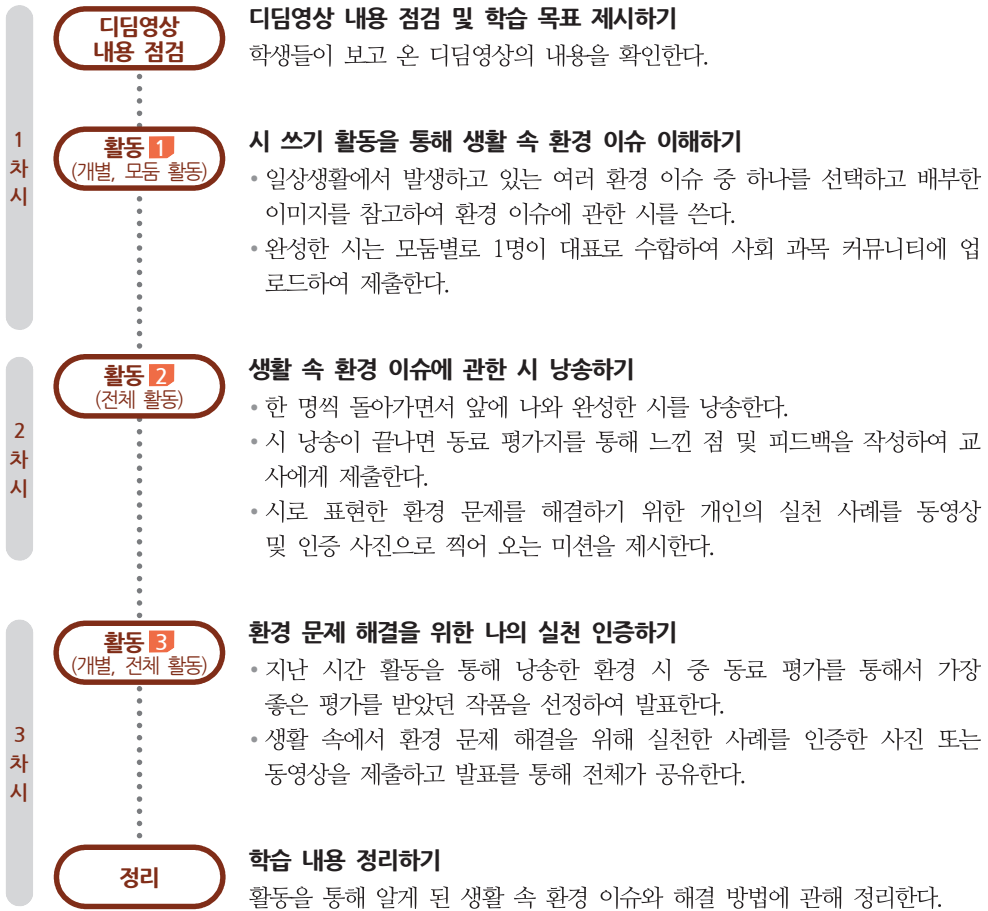 디딤영상
내용 점검
디딤영상 내용 점검 및 학습 목표 제시하기
학생들이 보고 온 디딤영상의 내용을 확인한다.
1
차
시
활동 1
(개별, 모둠 활동)
시 쓰기 활동을 통해 생활 속 환경 이슈 이해하기
• 일상생활에서 발생하고 있는 여러 환경 이슈 중 하나를 선택하고 배부한
이미지를 참고하여 환경 이슈에 관한 시를 쓴다.
• 완성한 시는 모둠별로 1명이 대표로 수합하여 사회 과목 커뮤니티에 업
로드하여 제출한다.
2
차
시
활동 2
(전체 활동)
생활 속 환경 이슈에 관한 시 낭송하기
• 한 명씩 돌아가면서 앞에 나와 완성한 시를 낭송한다.
• 시 낭송이 끝나면 동료 평가지를 통해 느낀 점 및 피드백을 작성하여 교
사에게 제출한다.
• 시로 표현한 환경 문제를 해결하기 위한 개인의 실천 사례를 동영상
및 인증 사진으로 찍어 오는 미션을 제시한다.
3
차
시
활동 3
(개별, 전체 활동)
환경 문제 해결을 위한 나의 실천 인증하기
• 지난 시간 활동을 통해 낭송한 환경 시 중 동료 평가를 통해서 가장
좋은 평가를 받았던 작품을 선정하여 발표한다.
• 생활 속에서 환경 문제 해결을 위해 실천한 사례를 인증한 사진 또는
동영상을 제출하고 발표를 통해 전체가 공유한다.
정리
학습 내용 정리하기
활동을 통해 알게 된 생활 속 환경 이슈와 해결 방법에 관해 정리한다.